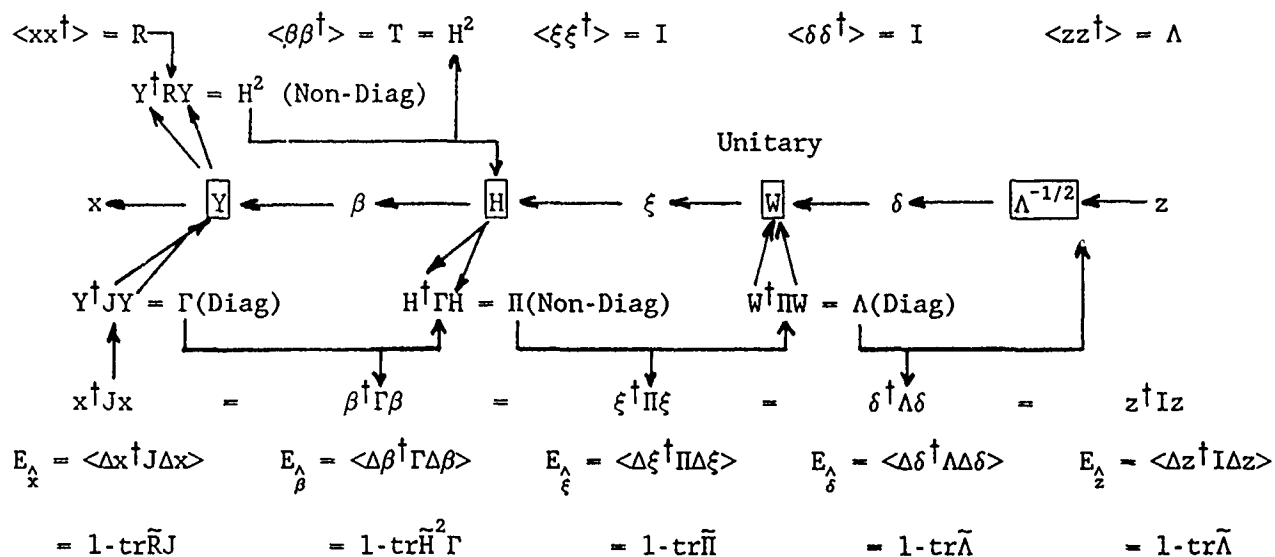 <xx†> = R <ββ†> = T = H² <ξξ†> = I <δδ†> = I <zz†> = Λ
Y†RY = H² (Non-Diag)
Unitary
x Y β H ξ W δ Λ^-1/2 z
Y†JY = Γ(Diag) H†ΓH = Π(Non-Diag) W†ΠW = Λ(Diag)
x†Jx = β†Γβ = ξ†Πξ = δ†Λδ = z†Iz
E_x̂ = <Δx†JΔx> E_β̂ = <Δβ†ΓΔβ> E_ξ̂ = <Δξ†ΠΔξ> E_δ̂ = <Δδ†ΛΔδ> E_ẑ = <Δz†IΔz>
= 1-trR̃J = 1-trH̃²Γ = 1-trΠ̃ = 1-trΛ̃ = 1-trΛ̃